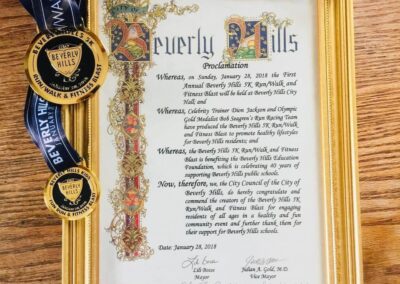 BEVERLY HILLS 5K
BEVERLY HILLS
RUN/WALK & FITNESS BLAST
BEVERLY HILLS
RUN/WALK & FITNESS BLAST
Beverly Hills
Proclamation
Whereas, on Sunday, January 28, 2018 the First
Annual Beverly Hills 5K Run/Walk and
Fitness Blast will be held at Beverly Hills City
Hall; and
Whereas, Celebrity Trainer Dion Jackson and Olympic
Gold Medalist Bob Seagren's Run Racing Team
have produced the Beverly Hills 5K Run/Walk
and Fitness Blast to promote healthy lifestyles
for Beverly Hills residents; and
Whereas, the Beverly Hills 5K Run/Walk and Fitness
Blast is benefiting the Beverly Hills Education
Foundation, which is celebrating 40 years of
supporting Beverly Hills public schools.
Now, therefore, we, the City Council of the City of
Beverly Hills, do hereby congratulate and
commend the creators of the Beverly Hills 5K
Run/Walk and Fitness Blast for engaging
residents of all ages in a healthy and fun
community event and further thank them for
their support for Beverly Hills schools.
Date: January 28, 2018
Lili Bosse
Mayor
Julian A. Gold, M.D.
Vice Mayor